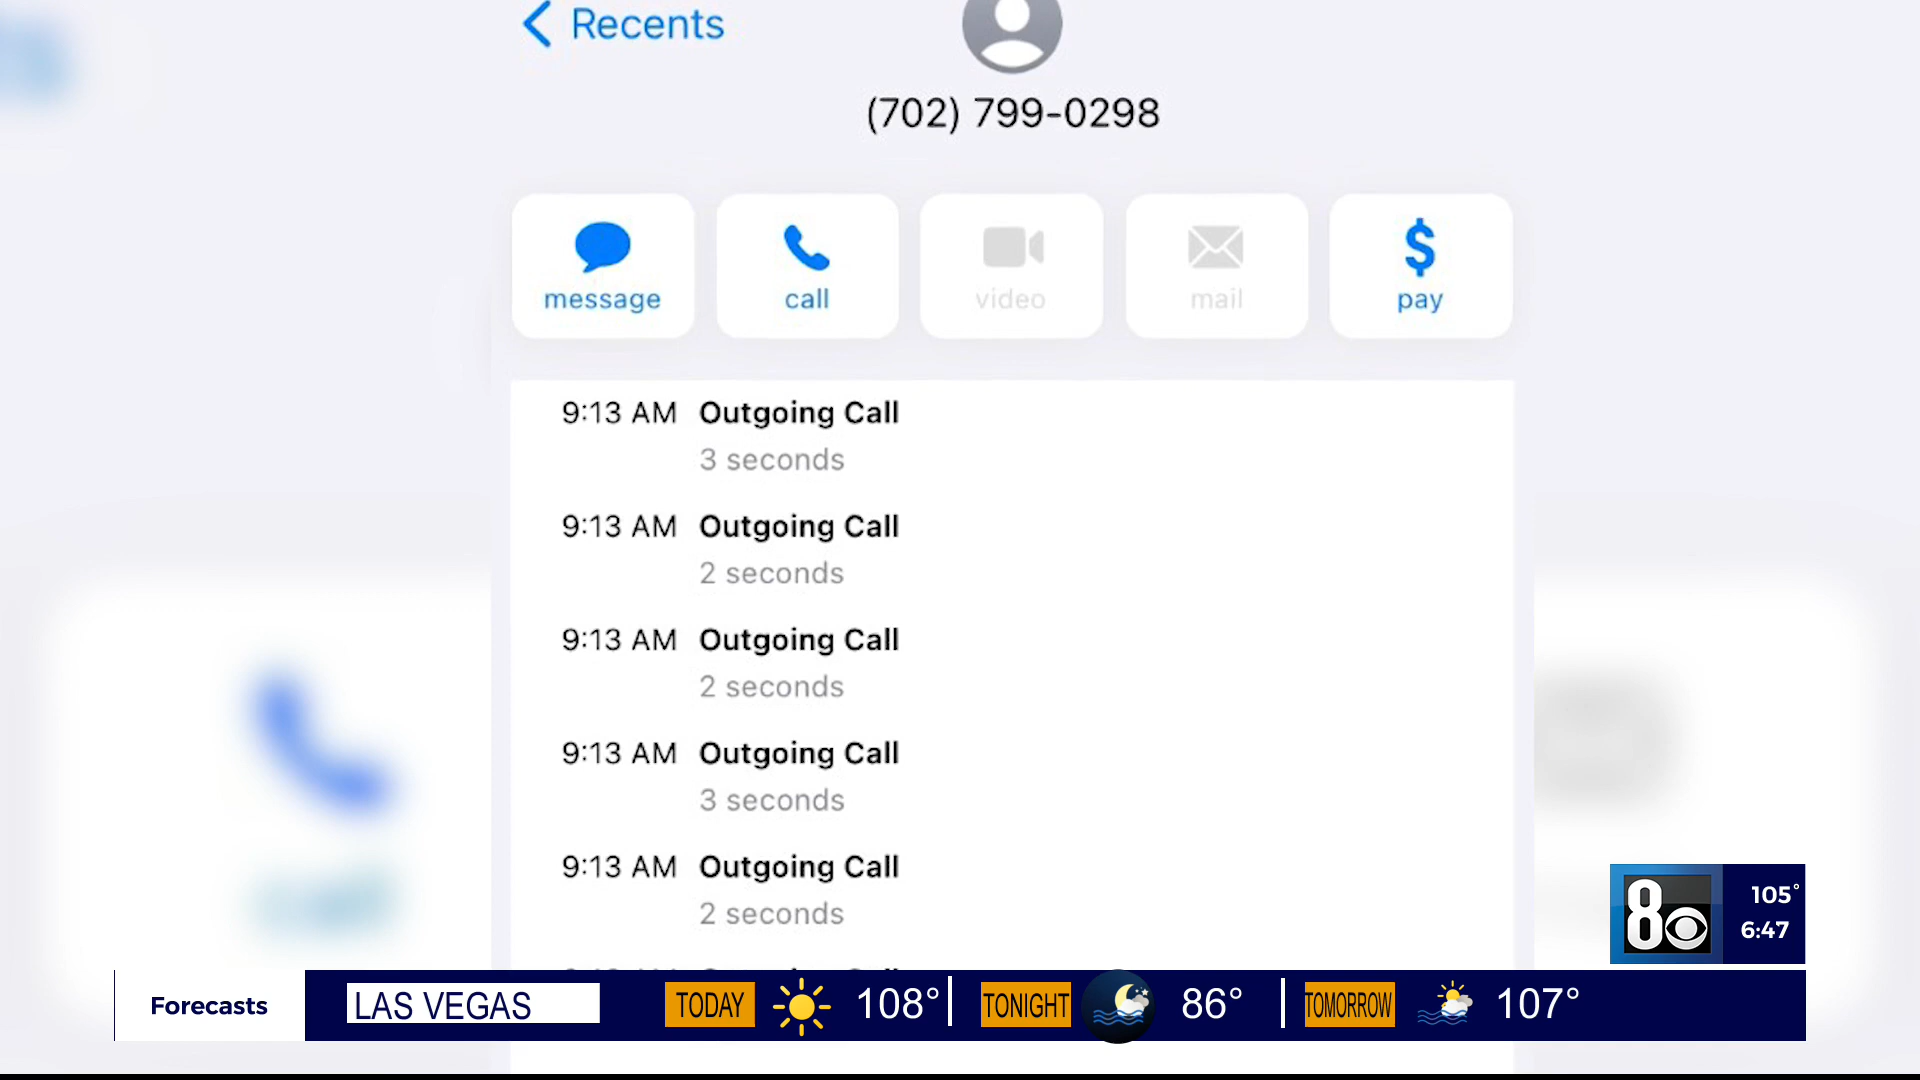 Recents
(702) 799-0298
message call video mail pay
9:13 AM Outgoing Call
3 seconds
9:13 AM Outgoing Call
2 seconds
9:13 AM Outgoing Call
2 seconds
9:13 AM Outgoing Call
3 seconds
9:13 AM Outgoing Call
2 seconds
8 105°
6:47
Forecasts LAS VEGAS TODAY 108° TONIGHT 86° TOMORROW 107°